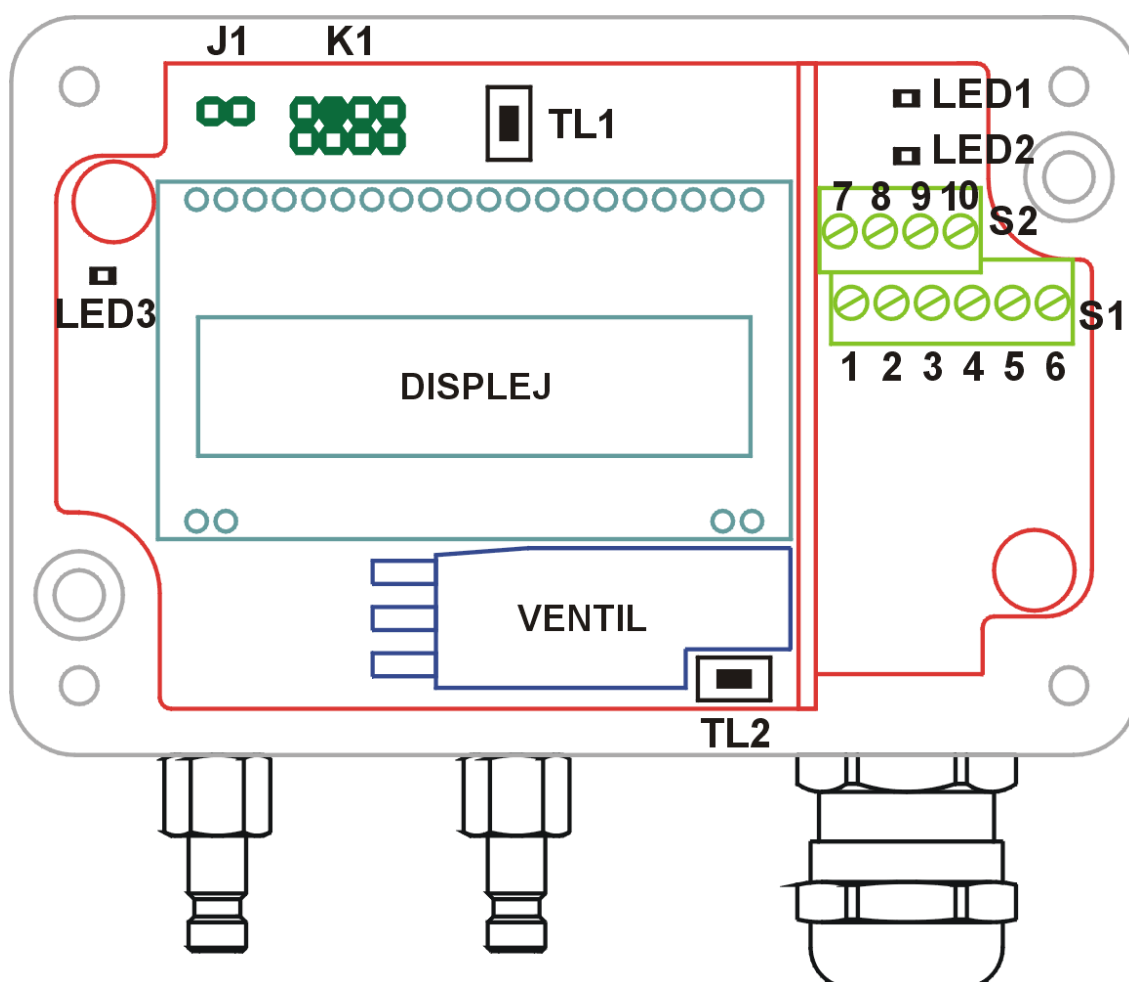 J1 K1
TL1
LED1
LED2
7 8 9 10
S2
LED3
S1
1 2 3 4 5 6
DISPLEJ
VENTIL
TL2